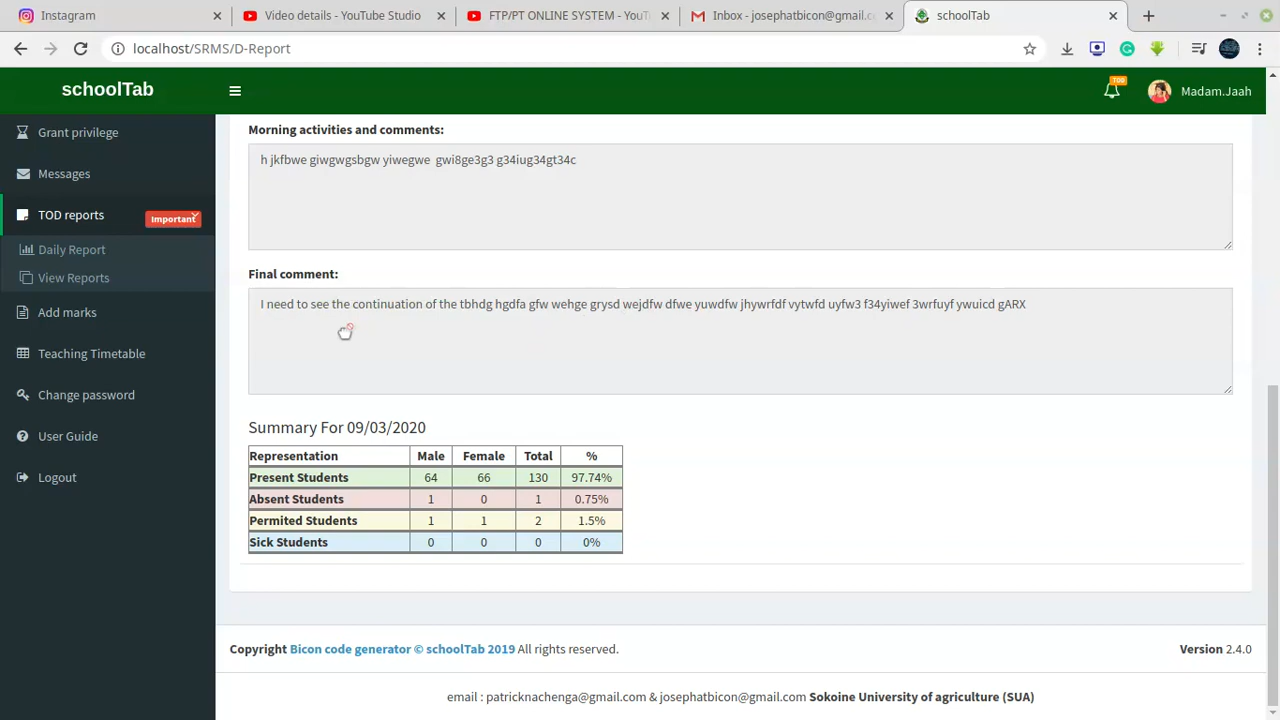 Instagram
Video details - YouTube Studio
FTP/PT ONLINE SYSTEM - YouT
Inbox - josephatbicon@gmail.c
schoolTab
localhost/SRMS/D-Report
schoolTab
TOD
Madam.Jaah
Grant privilege
Messages
TOD reports
Important
Daily Report
View Reports
Add marks
Teaching Timetable
Change password
User Guide
Logout
Morning activities and comments:
h jkfbwe giwgwgsbgw yiwegwe gwi8ge3g3 g34iug34gt34c
Final comment:
I need to see the continuation of the tbhdg hgdfa gfw wehge grysd wejdfw dfwe yuwdfw jhywrfdf vytwfd uyfw3 f34yiwef 3wrfuyf ywuicd gARX
Summary For 09/03/2020
Representation Male Female Total %
Present Students 64 66 130 97.74%
Absent Students 1 0 1 0.75%
Permited Students 1 1 2 1.5%
Sick Students 0 0 0 0%
Copyright Bicon code generator © schoolTab 2019 All rights reserved.
Version 2.4.0
email : patricknachenga@gmail.com & josephatbicon@gmail.com Sokoine University of agriculture (SUA)